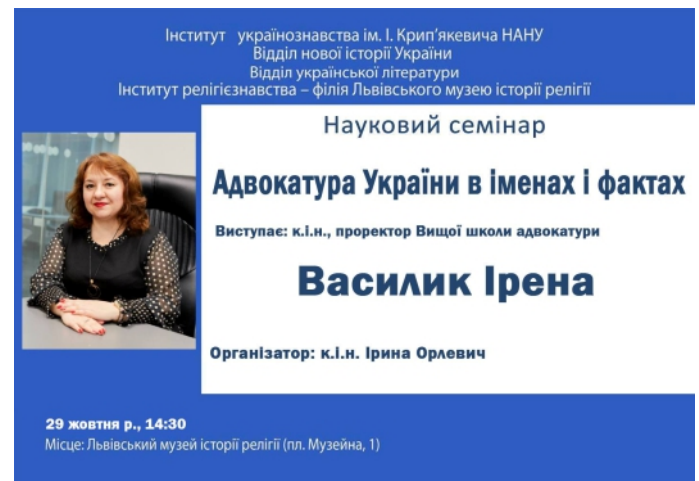 Інститут українознавства ім. І. Крип’якевича НАНУ
Відділ нової історії України
Відділ української літератури
Інститут релігієзнавства – філія Львівського музею історії релігії
Науковий семінар
Адвокатура України в іменах і фактах
Виступає: к.і.н., проректор Вищої школи адвокатури
Василик Ірена
Організатор: к.і.н. Ірина Орлевич
29 жовтня р., 14:30
Місце: Львівський музей історії релігії (пл. Музейна, 1)